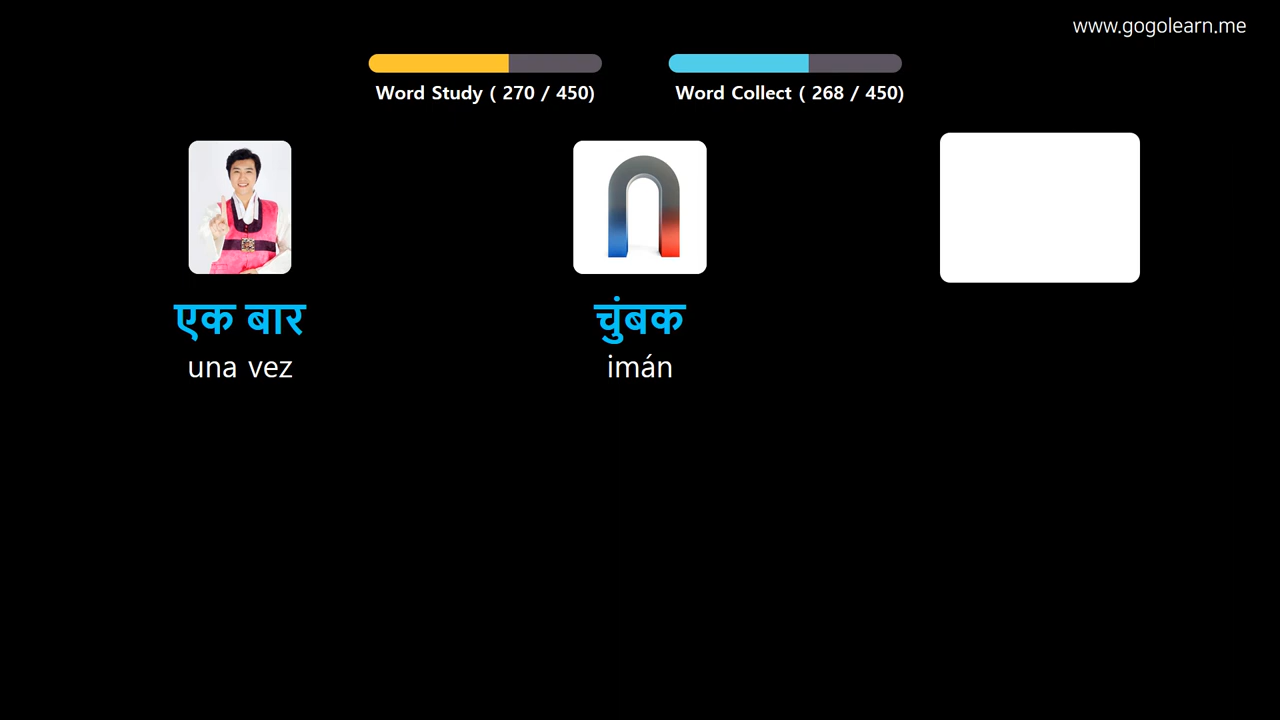 www.gogolearn.me
Word Study ( 270 / 450)
Word Collect ( 268 / 450)
एक बार
una vez
चुंबक
imán